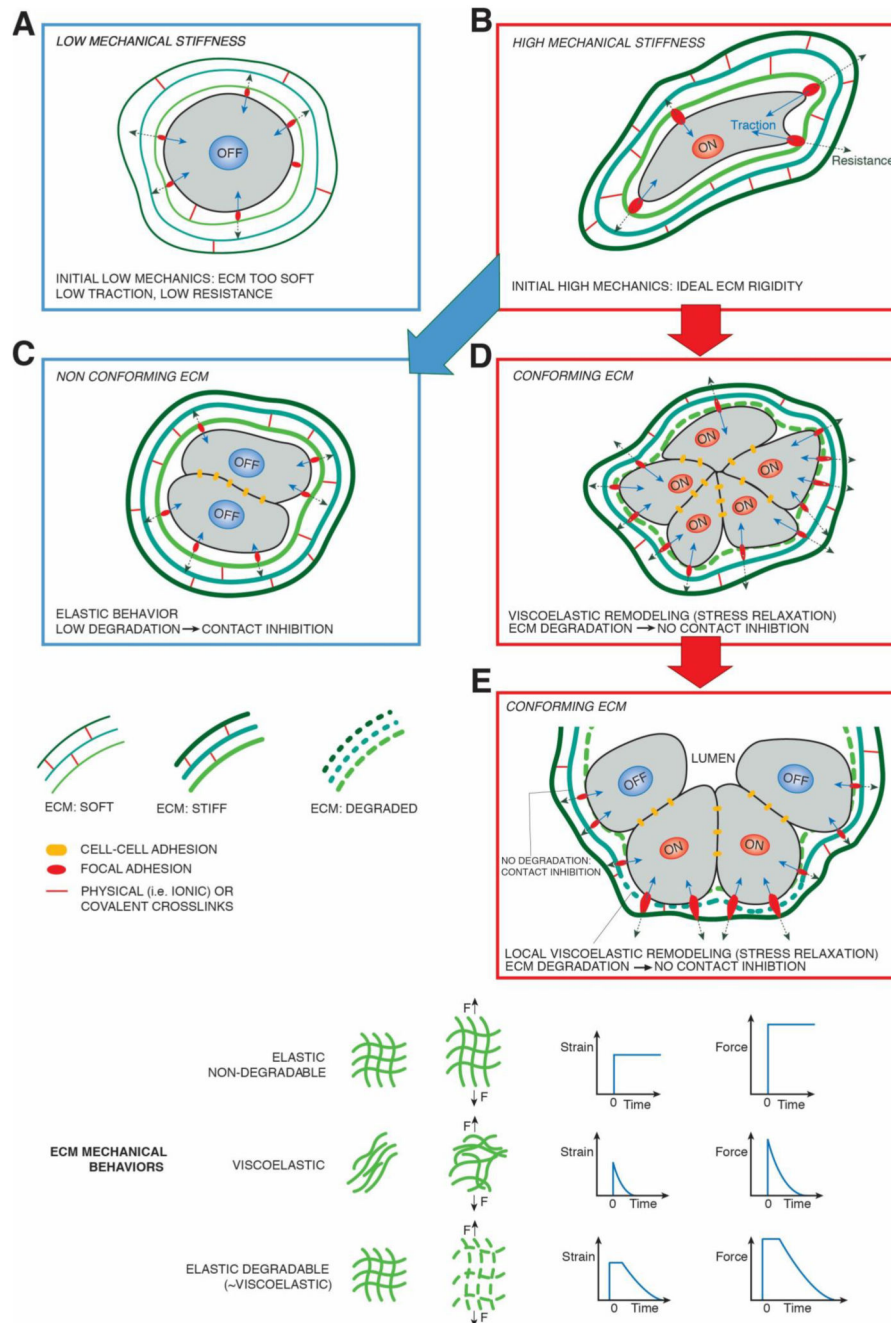 A
LOW MECHANICAL STIFFNESS
OFF
INITIAL LOW MECHANICS: ECM TOO SOFT
LOW TRACTION, LOW RESISTANCE
B
HIGH MECHANICAL STIFFNESS
Traction
ON
Resistance
INITIAL HIGH MECHANICS: IDEAL ECM RIGIDITY
C
NON CONFORMING ECM
OFF
OFF
ELASTIC BEHAVIOR
LOW DEGRADATION → CONTACT INHIBITION
D
CONFORMING ECM
ON
ON
ON
ON
ON
VISCOELASTIC REMODELING (STRESS RELAXATION)
ECM DEGRADATION → NO CONTACT INHIBTION
E
CONFORMING ECM
LUMEN
OFF
OFF
ON
ON
NO DEGRADATION:
CONTACT INHIBITION
LOCAL VISCOELASTIC REMODELING (STRESS RELAXATION)
ECM DEGRADATION → NO CONTACT INHIBTION
ECM: SOFT
ECM: STIFF
ECM: DEGRADED
CELL-CELL ADHESION
FOCAL ADHESION
PHYSICAL (i.e. IONIC) OR
COVALENT CROSSLINKS
ECM MECHANICAL
BEHAVIORS
ELASTIC
NON-DEGRADABLE
F
F
Strain
0 Time
Force
0 Time
VISCOELASTIC
F
F
Strain
0 Time
Force
0 Time
ELASTIC DEGRADABLE
(~VISCOELASTIC)
F
F
Strain
0 Time
Force
0 Time